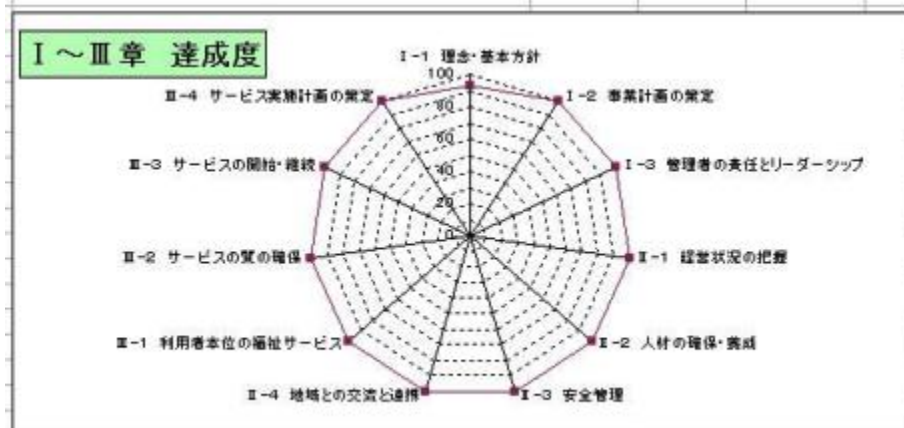 Ⅰ～Ⅲ章 達成度
Ⅰ-1 理念・基本方針
Ⅰ-2 事業計画の策定
Ⅰ-3 管理者の責任とリーダーシップ
Ⅱ-1 経営状況の把握
Ⅱ-2 人材の確保・養成
Ⅱ-3 安全管理
Ⅱ-4 地域との交流と連携
Ⅲ-1 利用者本位の福祉サービス
Ⅲ-2 サービスの質の確保
Ⅲ-3 サービスの開始・継続
Ⅲ-4 サービス実施計画の策定
100
80
60
40
20
0